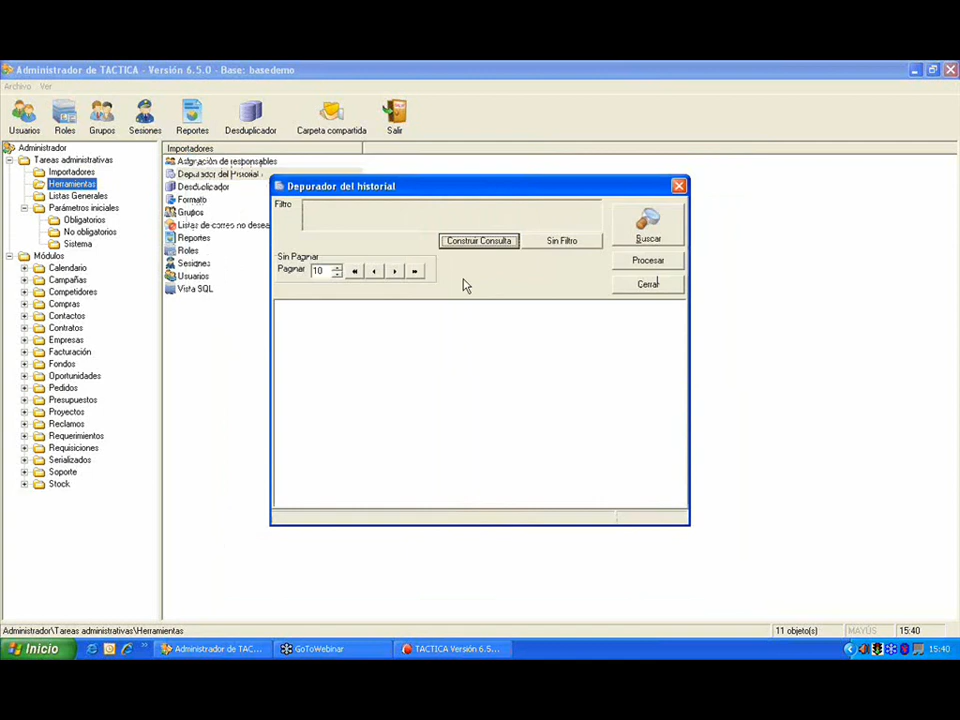 Administrador de TACTICA - Versión 6.5.0 - Base: basedemo
Archivo Ver
Usuarios Roles Grupos Sesiones Reportes Desduplicador Carpeta compartida Salir
Administrador
Tareas administrativas
Importadores
Herramientas
Listas Generales
Parámetros iniciales
Obligatorios
No obligatorios
Sistema
Módulos
Calendario
Campañas
Competidores
Compras
Contactos
Contratos
Empresas
Facturación
Fondos
Oportunidades
Pedidos
Presupuestos
Proyectos
Reclamos
Requerimientos
Requisiciones
Serializados
Soporte
Stock
Importadores
Asignación de responsables
Depurador del Historial
Desduplicador
Formato
Grupos
Listas de correo no desea
Reportes
Roles
Sesiones
Usuarios
Vista SQL
Depurador del historial
Filtro
Construir Consulta
Sin Filtro
Buscar
Procesar
Cerrar
Sin Paginar
Paginar 10
Administrador\Tareas administrativas\Herramientas
11 objeto(s)
MAYÚS
15:40
Inicio
Administrador de TAC...
GoToWebinar
TACTICA Versión 6.5...
15:40